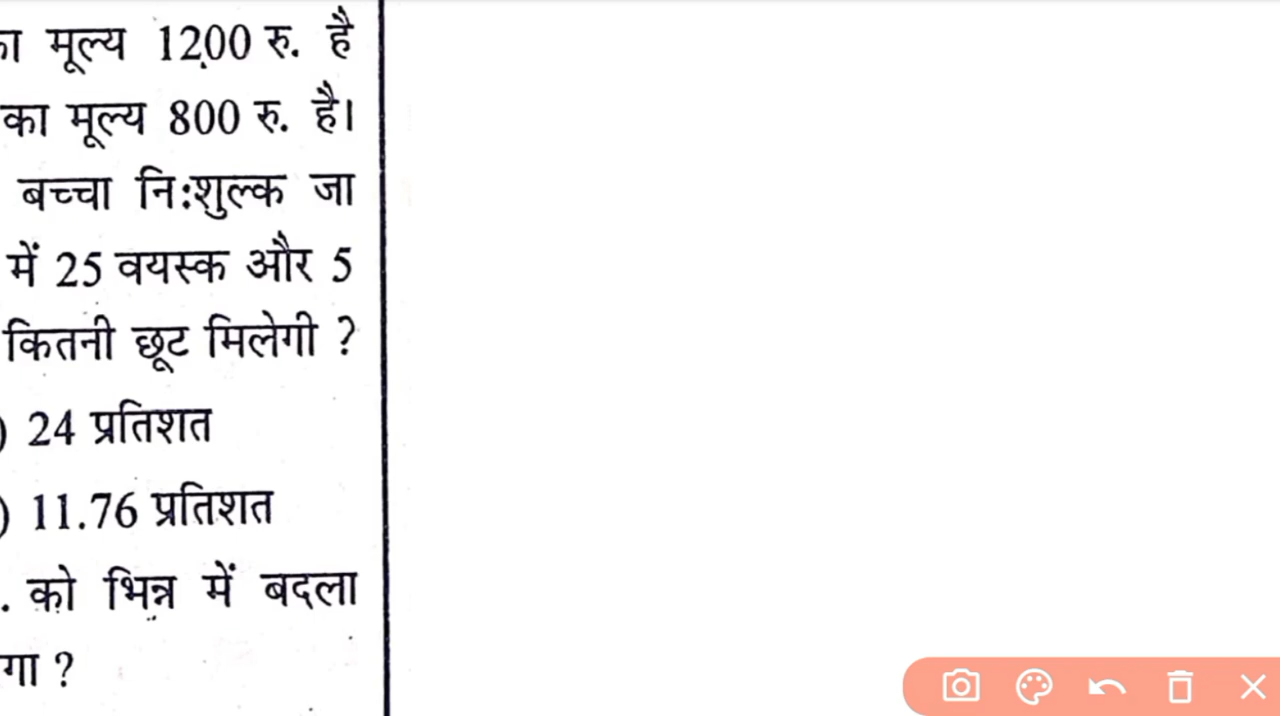 का मूल्य 1200 रु. है
का मूल्य 800 रु. है।
बच्चा नि:शुल्क जा
में 25 वयस्क और 5
कितनी छूट मिलेगी ?
) 24 प्रतिशत
) 11.76 प्रतिशत
. को भिन्न में बदला
गा ?